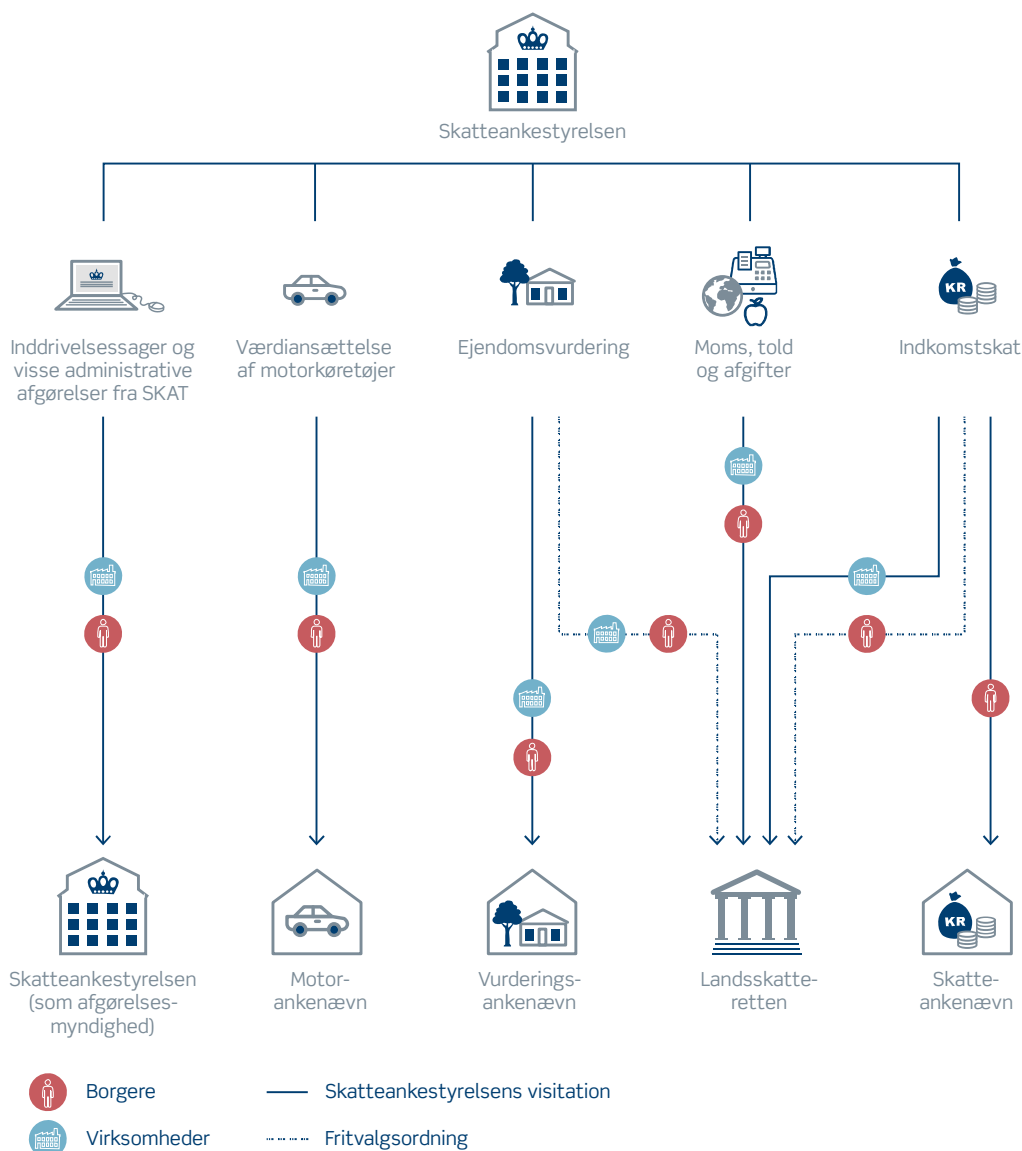 Skatteankestyrelsen
Inddrivelsessager og
visse administrative
afgørelser fra SKAT
Værdiansættelse
af motorkøretøjer
Ejendomsvurdering
Moms, told
og afgifter
KR
Indkomstskat
Skatteankestyrelsen
(som afgørelses-
myndighed)
Motor-
ankenævn
Vurderings-
ankenævn
Landsskatte-
retten
KR
Skatte-
ankenævn
Borgere
Skatteankestyrelsens visitation
Virksomheder
Fritvalgsordning